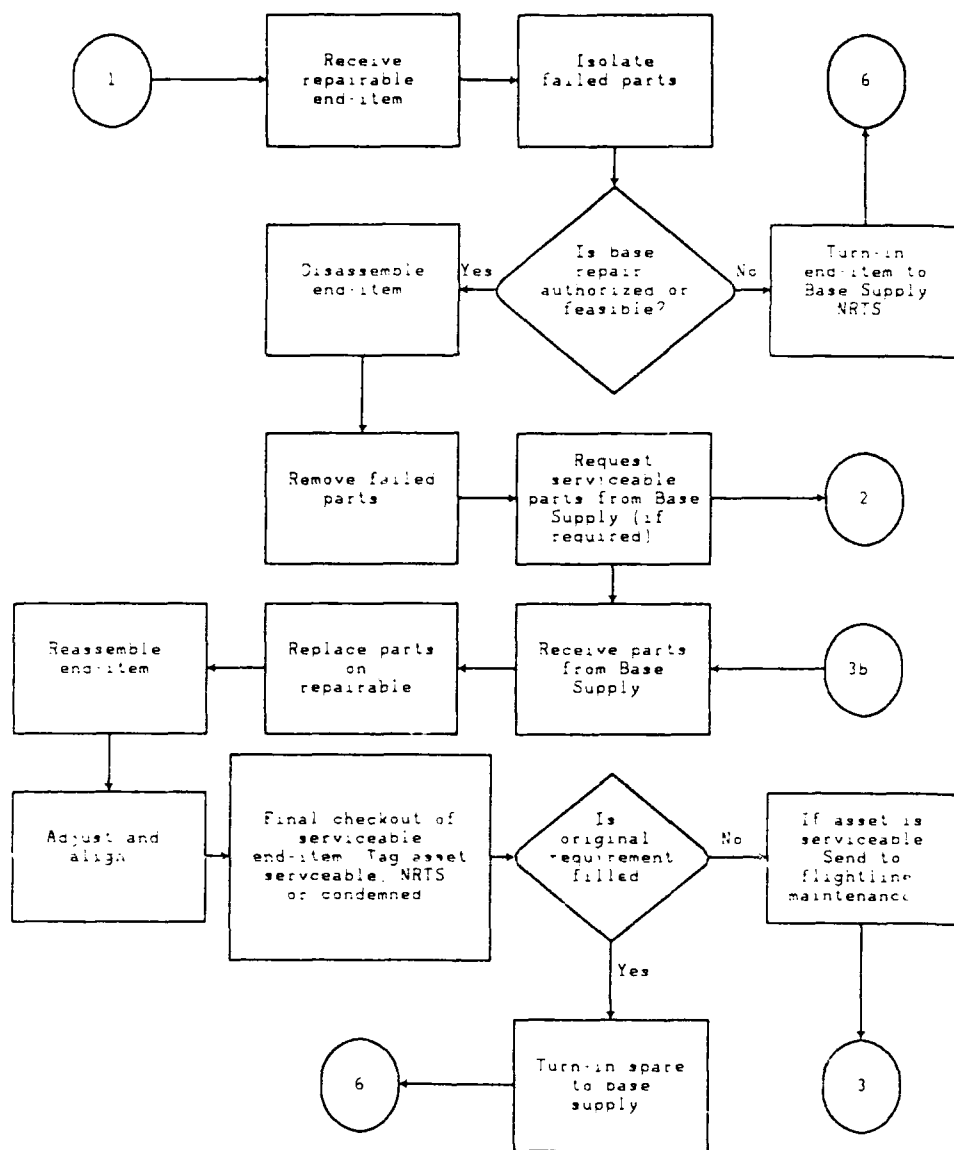 1
Receive
repairable
end-item
Isolate
failed parts
6
Disassemble
end-item
Yes
Is base
repair
authorized or
feasible?
No
Turn-in
end-item to
Base Supply
NRTS
Remove failed
parts
Request
serviceable
parts from Base
Supply (if
required)
2
Reassemble
end-item
Replace parts
on
repairable
Receive parts
from Base
Supply
3b
Adjust and
align
Final checkout of
serviceable
end-item. Tag asset
servceable, NRTS
or condemned
Is
original
requirement
filled
No
If asset is
serviceable
Send to
flightline
maintenance
Yes
6
Turn-in spare
to base
supply
3